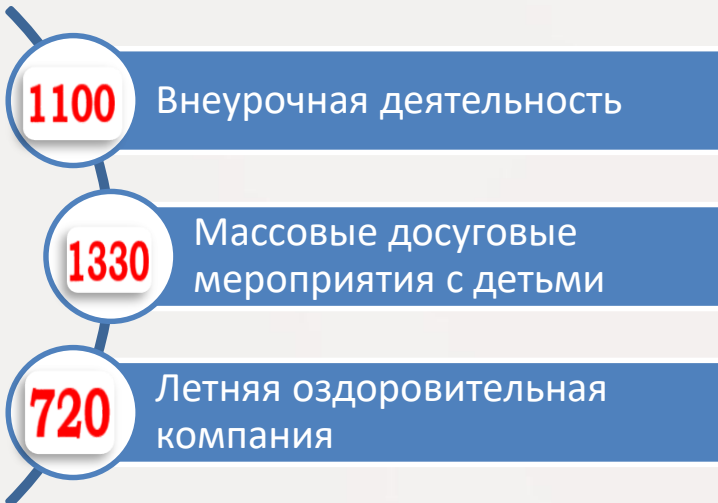 1100
Внеурочная деятельность
1330
Массовые досуговые
мероприятия с детьми
720
Летняя оздоровительная
компания